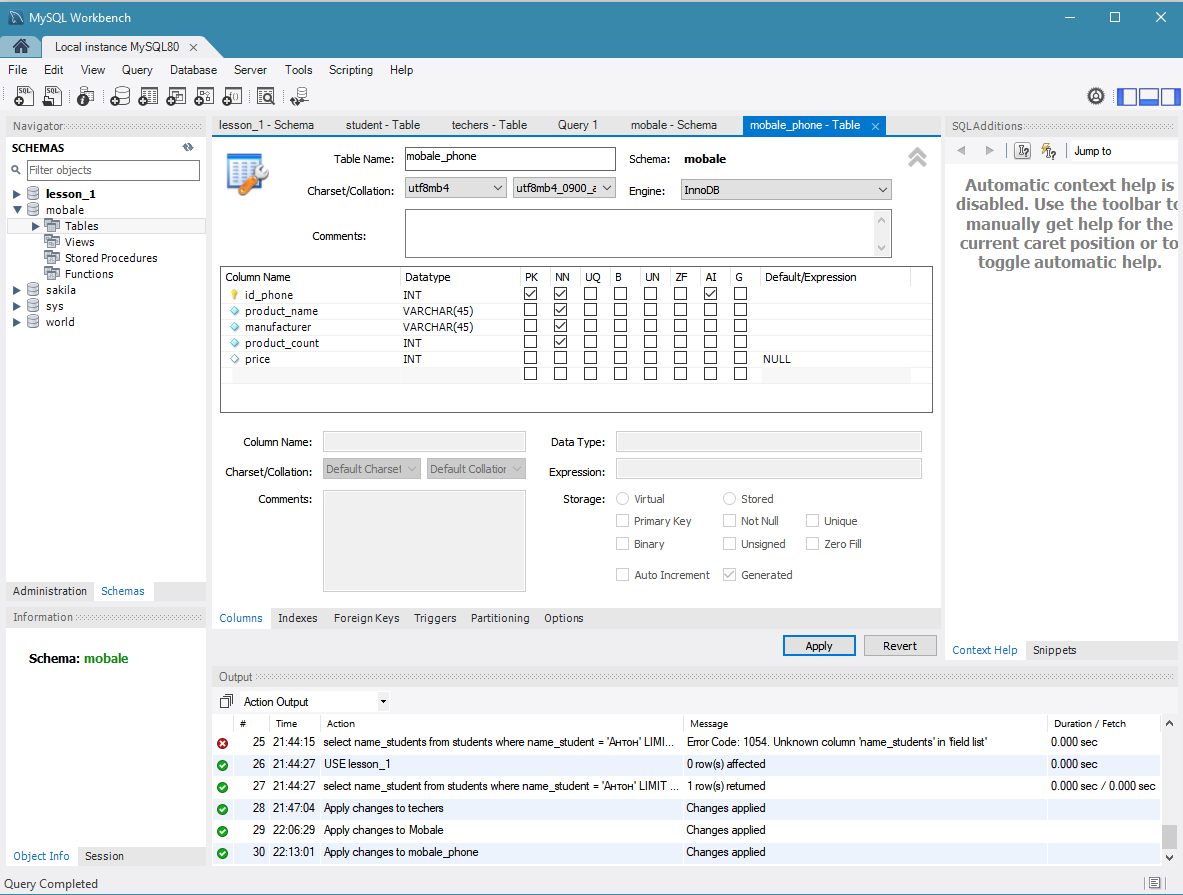 MySQL Workbench
Local instance MySQL80
File Edit View Query Database Server Tools Scripting Help
Navigator
SCHEMAS
Filter objects
lesson_1
mobale
Tables
Views
Stored Procedures
Functions
sakila
sys
world
Administration Schemas
Information
Schema: mobale
Object Info Session
lesson_1 - Schema student - Table techers - Table Query 1 mobale - Schema mobale_phone - Table
Table Name: mobale_phone Schema: mobale
Charset/Collation: utf8mb4 utf8mb4_0900_a Engine: InnoDB
Comments:
Column Name Datatype PK NN UQ B UN ZF AI G Default/Expression
id_phone INT
product_name VARCHAR(45)
manufacturer VARCHAR(45)
product_count INT
price INT NULL
Column Name: Data Type:
Charset/Collation: Default Charset Default Collation Expression:
Comments: Storage: Virtual Stored
Primary Key Not Null Unique
Binary Unsigned Zero Fill
Auto Increment Generated
Columns Indexes Foreign Keys Triggers Partitioning Options
Apply Revert
SQLAdditions
Jump to
Automatic context help is
disabled. Use the toolbar to
manually get help for the
current caret position or to
toggle automatic help.
Context Help Snippets
Output
Action Output
# Time Action Message Duration / Fetch
25 21:44:15 select name_students from students where name_student = 'Антон' LIMI... Error Code: 1054. Unknown column 'name_students' in 'field list' 0.000 sec
26 21:44:27 USE lesson_1 0 row(s) affected 0.000 sec
27 21:44:27 select name_student from students where name_student = 'Антон' LIMIT ... 1 row(s) returned 0.000 sec / 0.000 sec
28 21:47:04 Apply changes to techers Changes applied
29 22:06:29 Apply changes to Mobale Changes applied
30 22:13:01 Apply changes to mobale_phone Changes applied
Query Completed